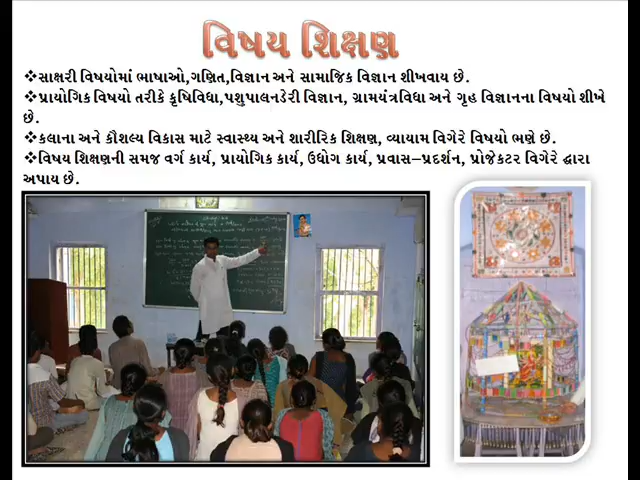 વિષય શિક્ષણ
❖સાક્ષરી વિષયોમાં ભાષાઓ,ગણિત,વિજ્ઞાન અને સામાજિક વિજ્ઞાન શીખવાય છે.
❖પ્રાયોગિક વિષયો તરીકે કૃષિવિધા,પશુપાલનડેરી વિજ્ઞાન, ગ્રામયંત્રવિધા અને ગૃહ વિજ્ઞાનના વિષયો શીખે
છે.
❖કલાના અને કૌશલ્ય વિકાસ માટે સ્વાસ્થ્ય અને શારીરિક શિક્ષણ, વ્યાયામ વિગેરે વિષયો ભણે છે.
❖વિષય શિક્ષણની સમજ વર્ગ કાર્ય, પ્રાયોગિક કાર્ય, ઉધોગ કાર્ય, પ્રવાસ–પ્રદર્શન, પ્રોજેકટર વિગેરે દ્વારા
અપાય છે.